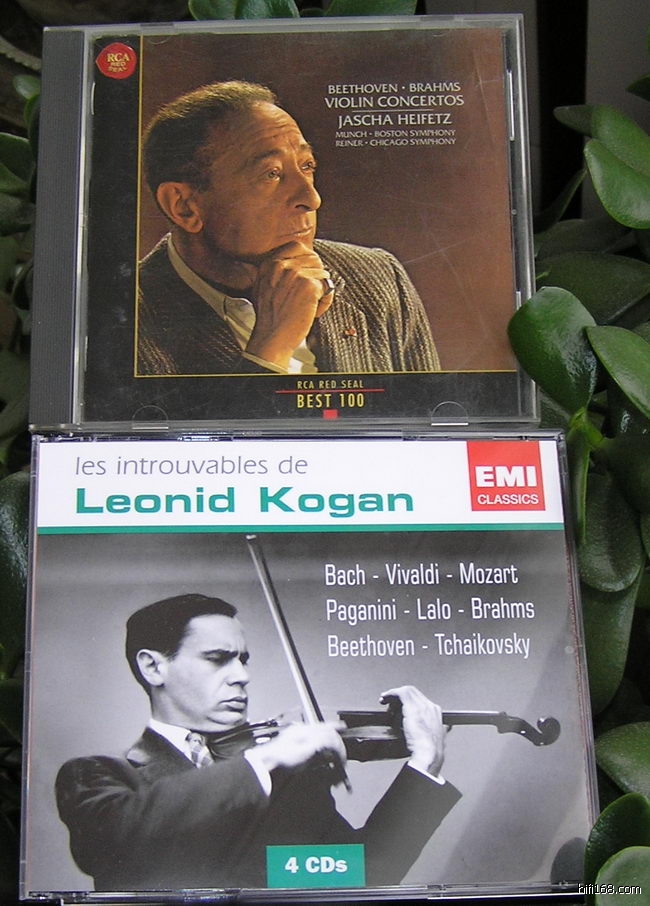 RCA
RED
SEAL
BEETHOVEN • BRAHMS
VIOLIN CONCERTOS
JASCHA HEIFETZ
MUNCH • BOSTON SYMPHONY
REINER • CHICAGO SYMPHONY
RCA RED SEAL
BEST 100
les introuvables de
Leonid Kogan
EMI
CLASSICS
Bach - Vivaldi - Mozart
Paganini - Lalo - Brahms
Beethoven - Tchaikovsky
4 CDs
hifi168.com